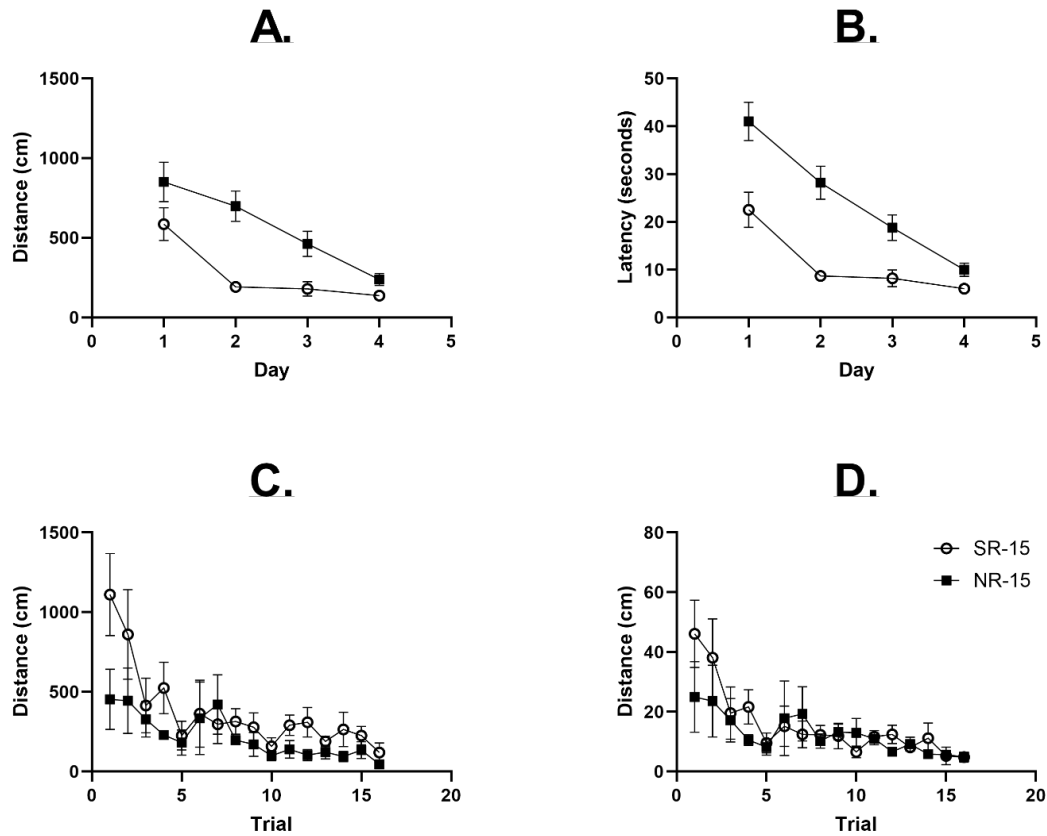 A.
1500
1000
500
0
Distance (cm)
0 1 2 3 4 5
Day
B.
50
40
30
20
10
0
Latency (seconds)
0 1 2 3 4 5
Day
C.
1500
1000
500
0
Distance (cm)
0 5 10 15 20
Trial
D.
80
60
40
20
0
Distance (cm)
SR-15
NR-15
0 5 10 15 20
Trial